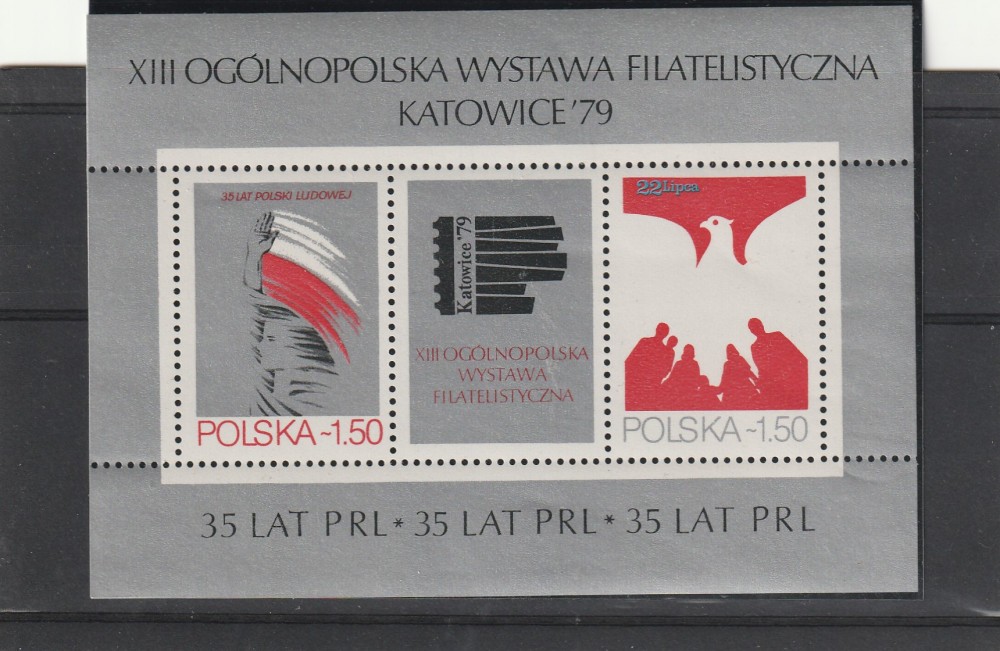 XIII OGÓLNOPOLSKA WYSTAWA FILATELISTYCZNA
KATOWICE '79
35 LAT POLSKI LUDOWEJ
POLSKA ~1.50
Katowice '79
XIII OGÓLNOPOLSKA
WYSTAWA
FILATELISTYCZNA
22 Lipca
POLSKA ~1.50
35 LAT PRL * 35 LAT PRL * 35 LAT PRL